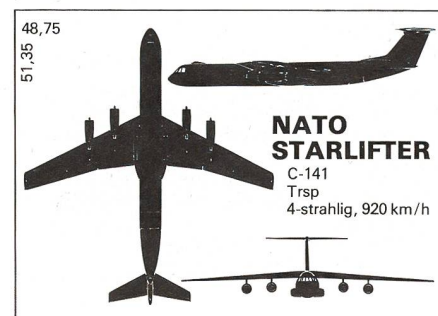 48,75
51,35
NATO
STARLIFTER
C-141
Trsp
4-strahlig, 920 km/h